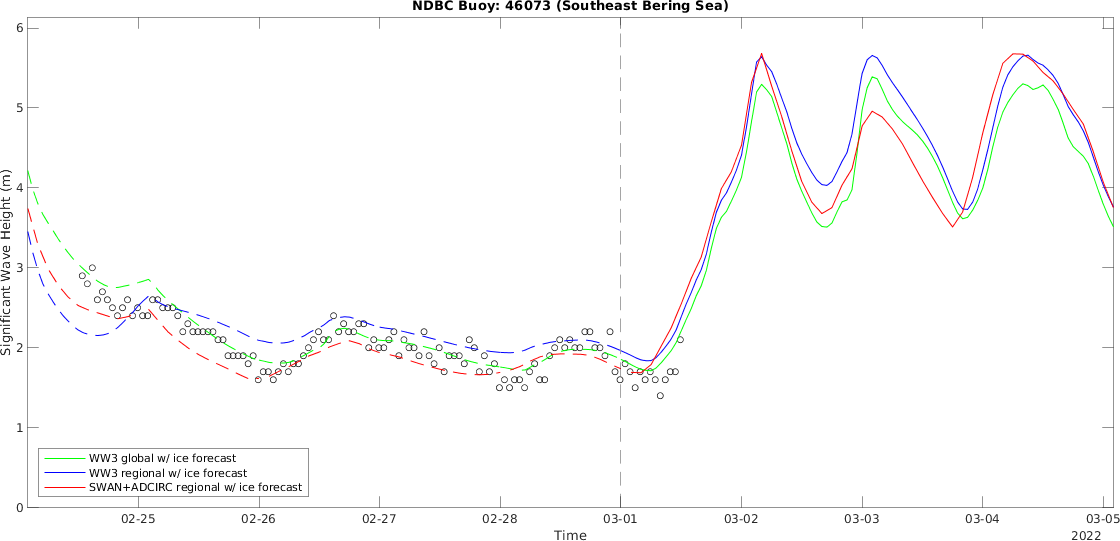 NDBC Buoy: 46073 (Southeast Bering Sea)
6
5
4
3
2
1
0
Significant Wave Height (m)
WW3 global w/ ice forecast
WW3 regional w/ ice forecast
SWAN+ADCIRC regional w/ ice forecast
02-25
02-26
02-27
02-28
03-01
03-02
03-03
03-04
03-05
Time
2022